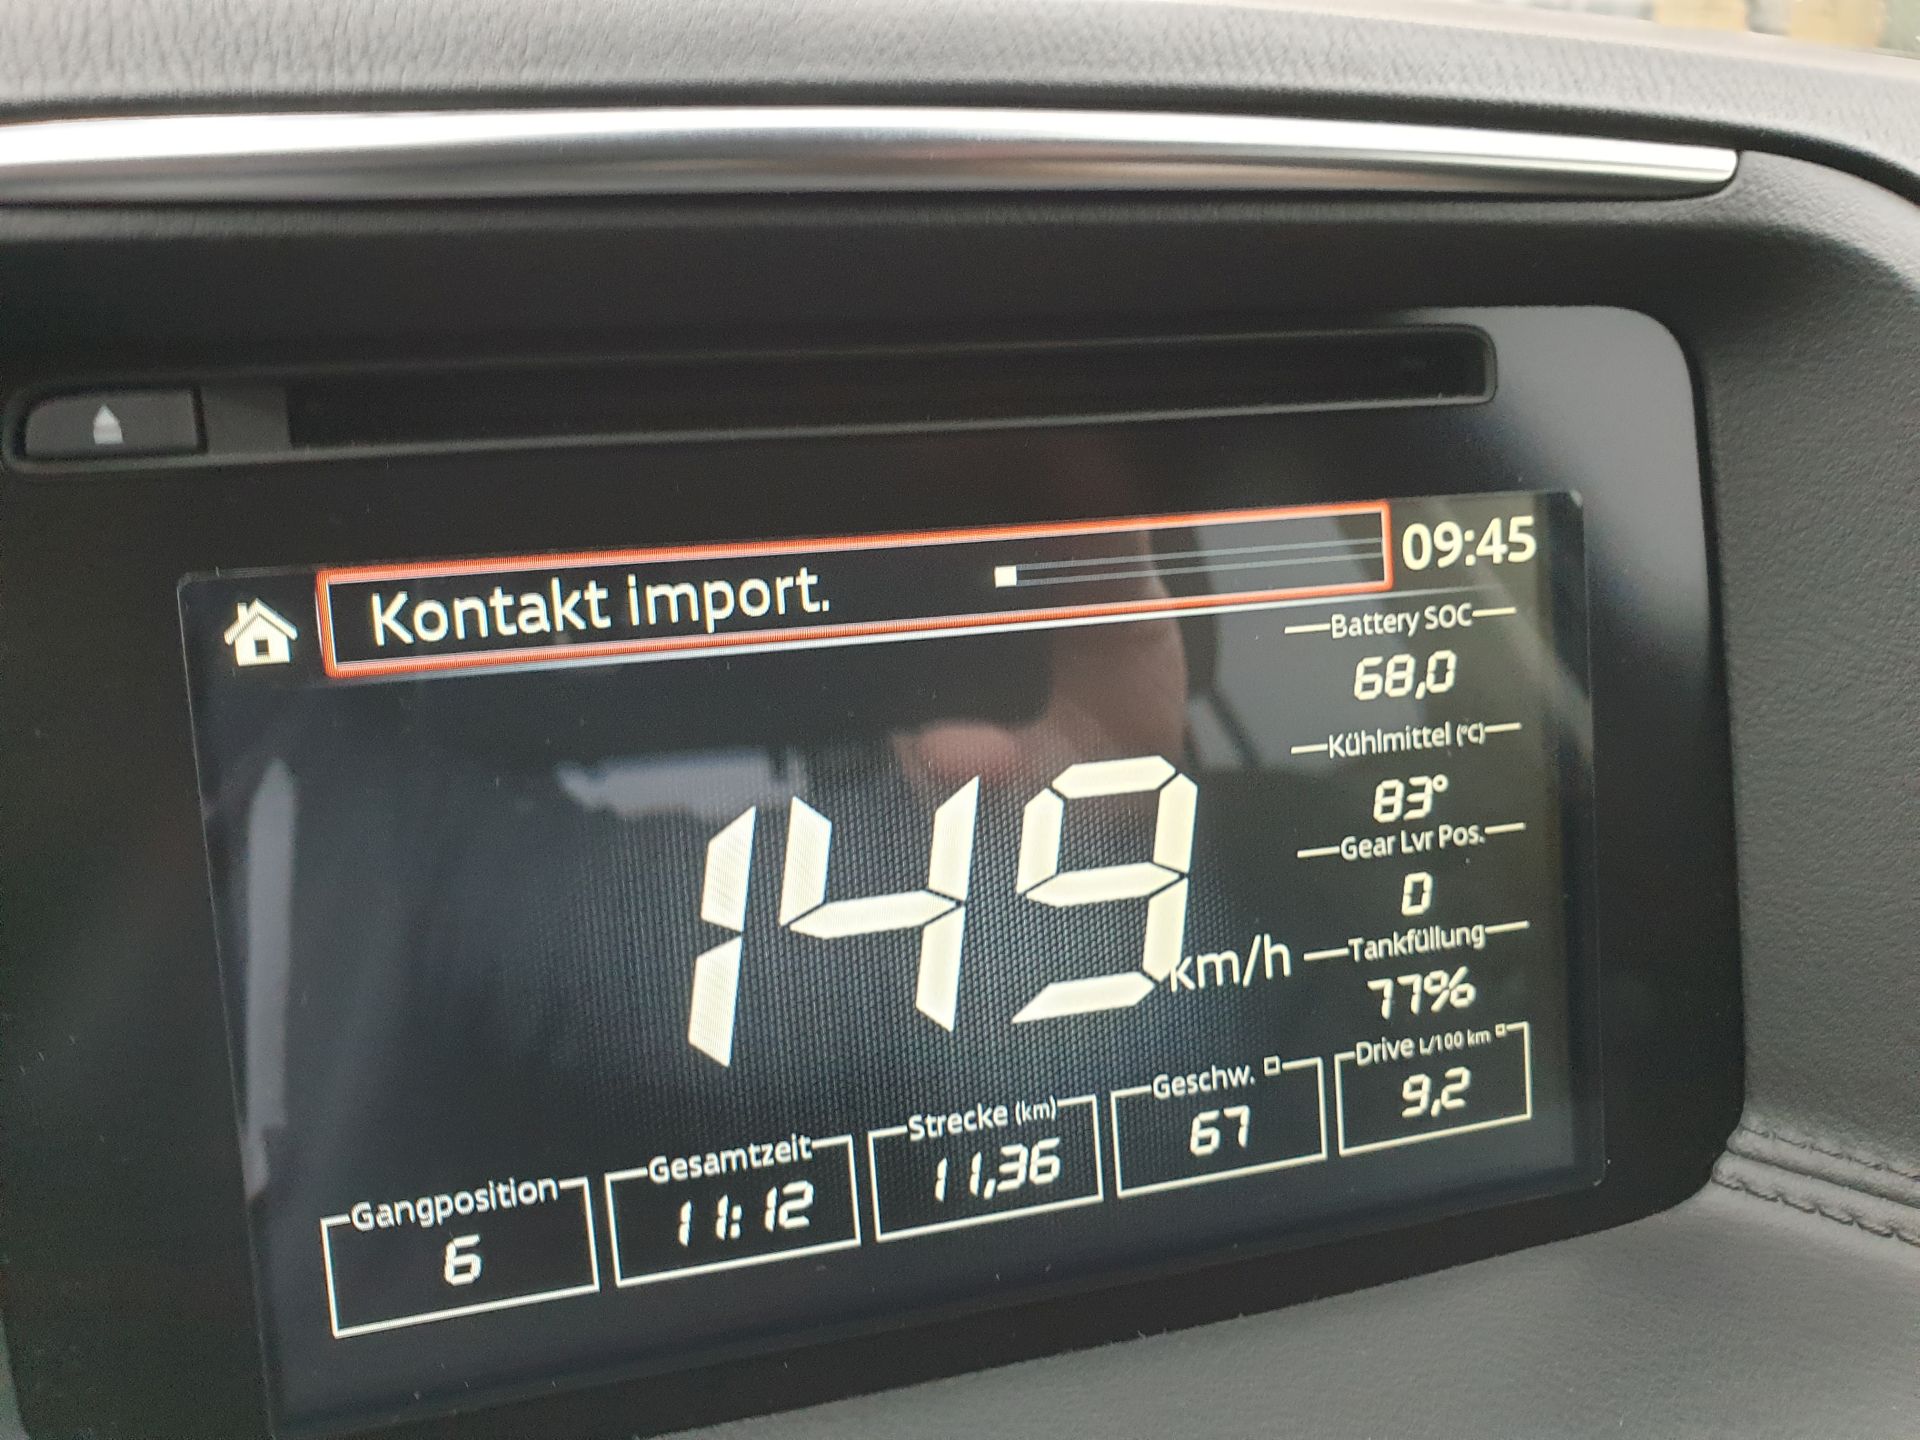 Kontakt import.
09:45
Battery SOC
68,0
Kühlmittel (°C)
83°
Gear Lvr Pos.
0
149 km/h
Tankfüllung
77%
Gangposition
6
Gesamtzeit
11:12
Strecke (km)
11,36
Geschw.
67
Drive L/100 km
9,2